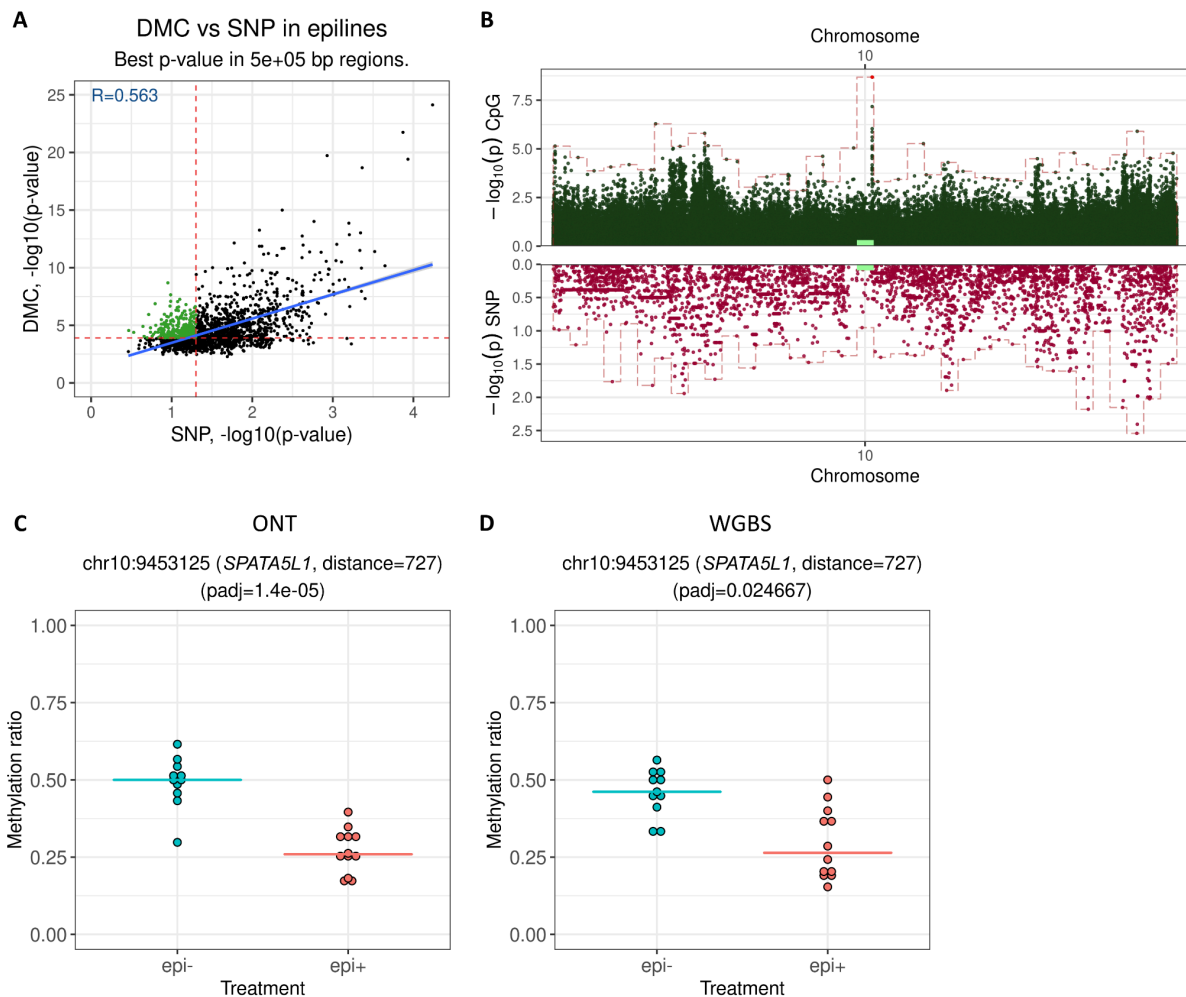 A
DMC vs SNP in epilines
Best p-value in 5e+05 bp regions.
R=0.563
25
20
15
10
5
0
DMC, -log10(p-value)
0 1 2 3 4
SNP, -log10(p-value)
B
Chromosome
10
7.5
5.0
2.5
0.0
− log10(p) CpG
0.0
0.5
1.0
1.5
2.0
2.5
− log10(p) SNP
10
Chromosome
C
ONT
chr10:9453125 (SPATA5L1, distance=727)
(padj=1.4e-05)
1.00
0.75
0.50
0.25
0.00
Methylation ratio
epi- epi+
Treatment
D
WGBS
chr10:9453125 (SPATA5L1, distance=727)
(padj=0.024667)
1.00
0.75
0.50
0.25
0.00
Methylation ratio
epi- epi+
Treatment